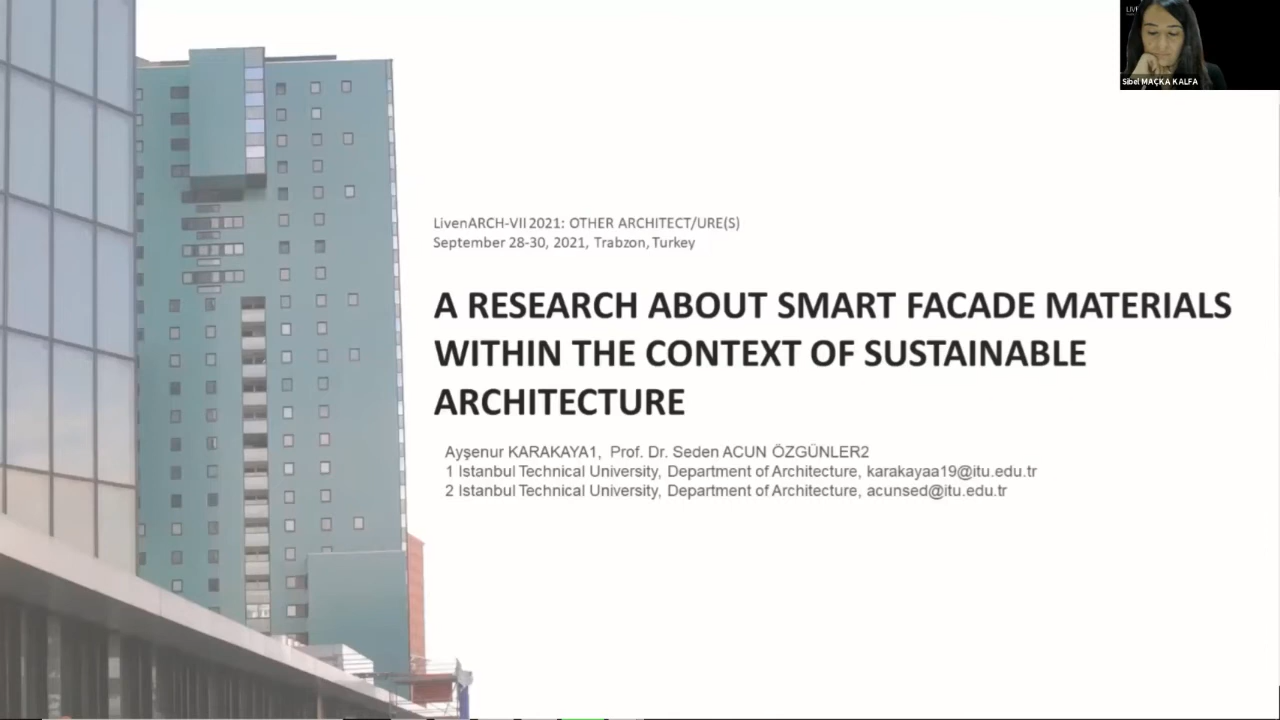 Sibel MAÇKA KALFA
LivenARCH-VII 2021: OTHER ARCHITECT/URE(S)
September 28-30, 2021, Trabzon, Turkey
A RESEARCH ABOUT SMART FACADE MATERIALS
WITHIN THE CONTEXT OF SUSTAINABLE
ARCHITECTURE
Ayşenur KARAKAYA1, Prof. Dr. Seden ACUN ÖZGÜNLER2
1 Istanbul Technical University, Department of Architecture, karakayaa19@itu.edu.tr
2 Istanbul Technical University, Department of Architecture, acunsed@itu.edu.tr